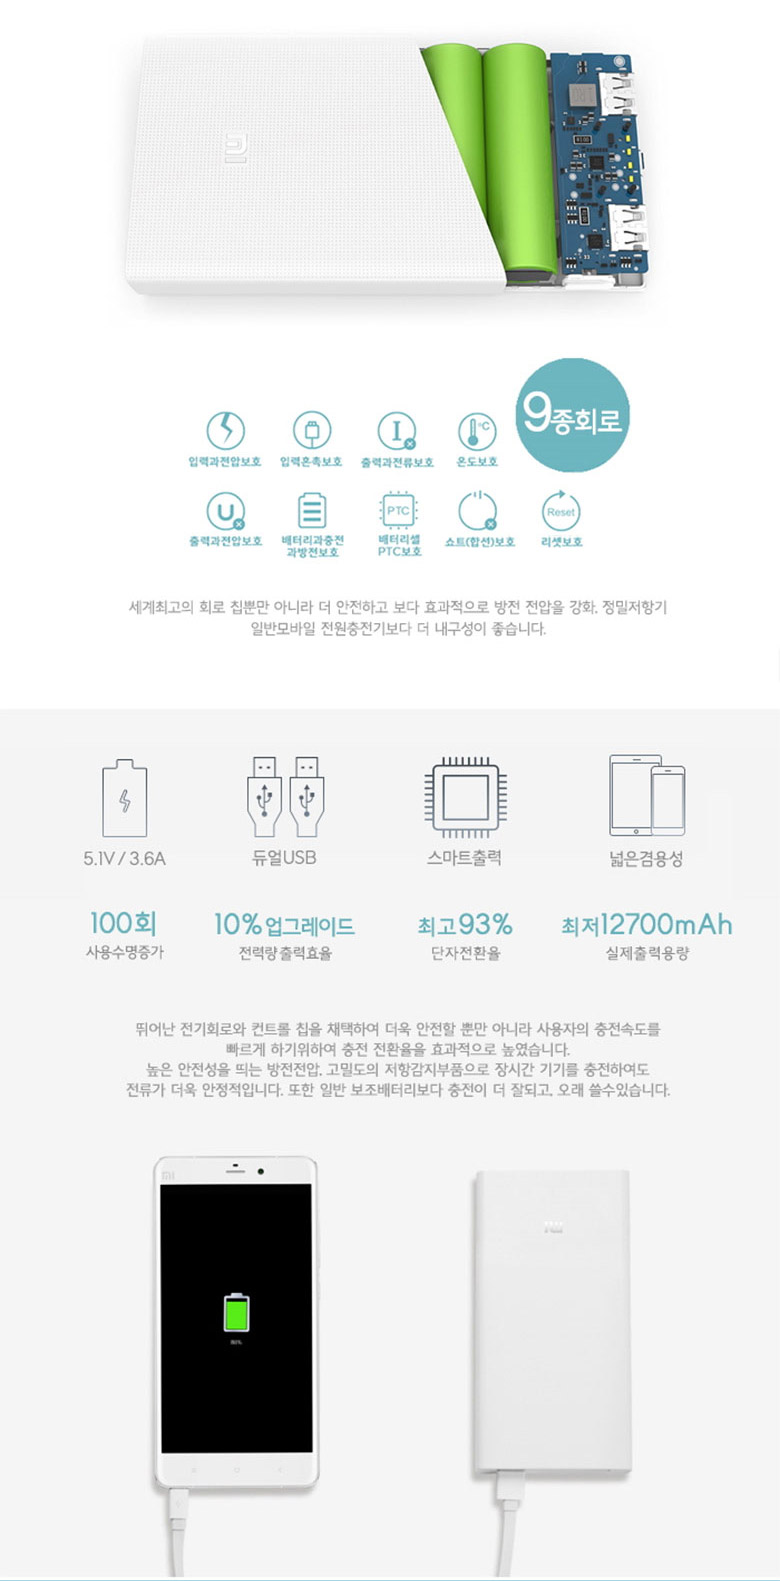 9종회로
입력과전압보호 입력혼촉보호 출력과전류보호 온도보호
PTC
Reset
출력과전압보호 배터리과충전 과방전보호 배터리셀 PTC보호 쇼트(합선)보호 리셋보호
세계최고의 회로 칩뿐만 아니라 더 안전하고 보다 효과적으로 방전 전압을 강화. 정밀저항기
일반모바일 전원충전기보다 더 내구성이 좋습니다.
5.1V / 3.6A 듀얼USB 스마트출력 넓은겸용성
100회 10% 업그레이드 최고93% 최저12700mAh
사용수명증가 전력량출력효율 단자전환율 실제출력용량
뛰어난 전기회로와 컨트롤 칩을 채택하여 더욱 안전할 뿐만 아니라 사용자의 충전속도를
빠르게 하기위하여 충전 전환율을 효과적으로 높였습니다.
높은 안전성을 띄는 방전전압, 고밀도의 저항감지부품으로 장시간 기기를 충전하여도
전류가 더욱 안정적입니다. 또한 일반 보조배터리보다 충전이 더 잘되고, 오래 쓸수있습니다.